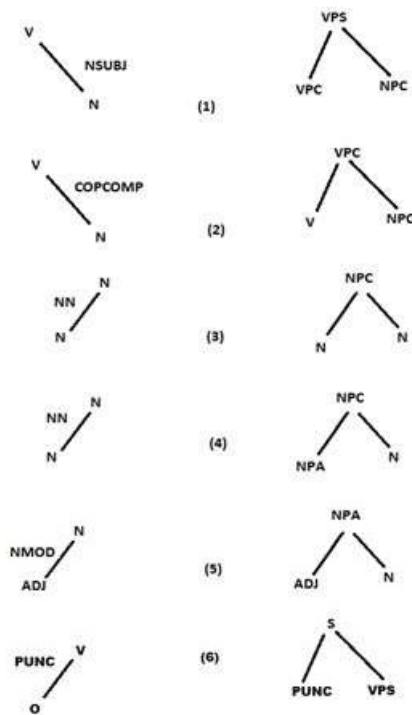 V VPS
NSUBJ
VPC NPC
N (1)
V VPC
COPCOMP
N (2) V NPC
N NPC
NN
N (3) N N
N NPC
NN
N (4) NPA N
N NPA
NMOD
ADJ (5) ADJ N
PUNC V (6) S
O PUNC VPS